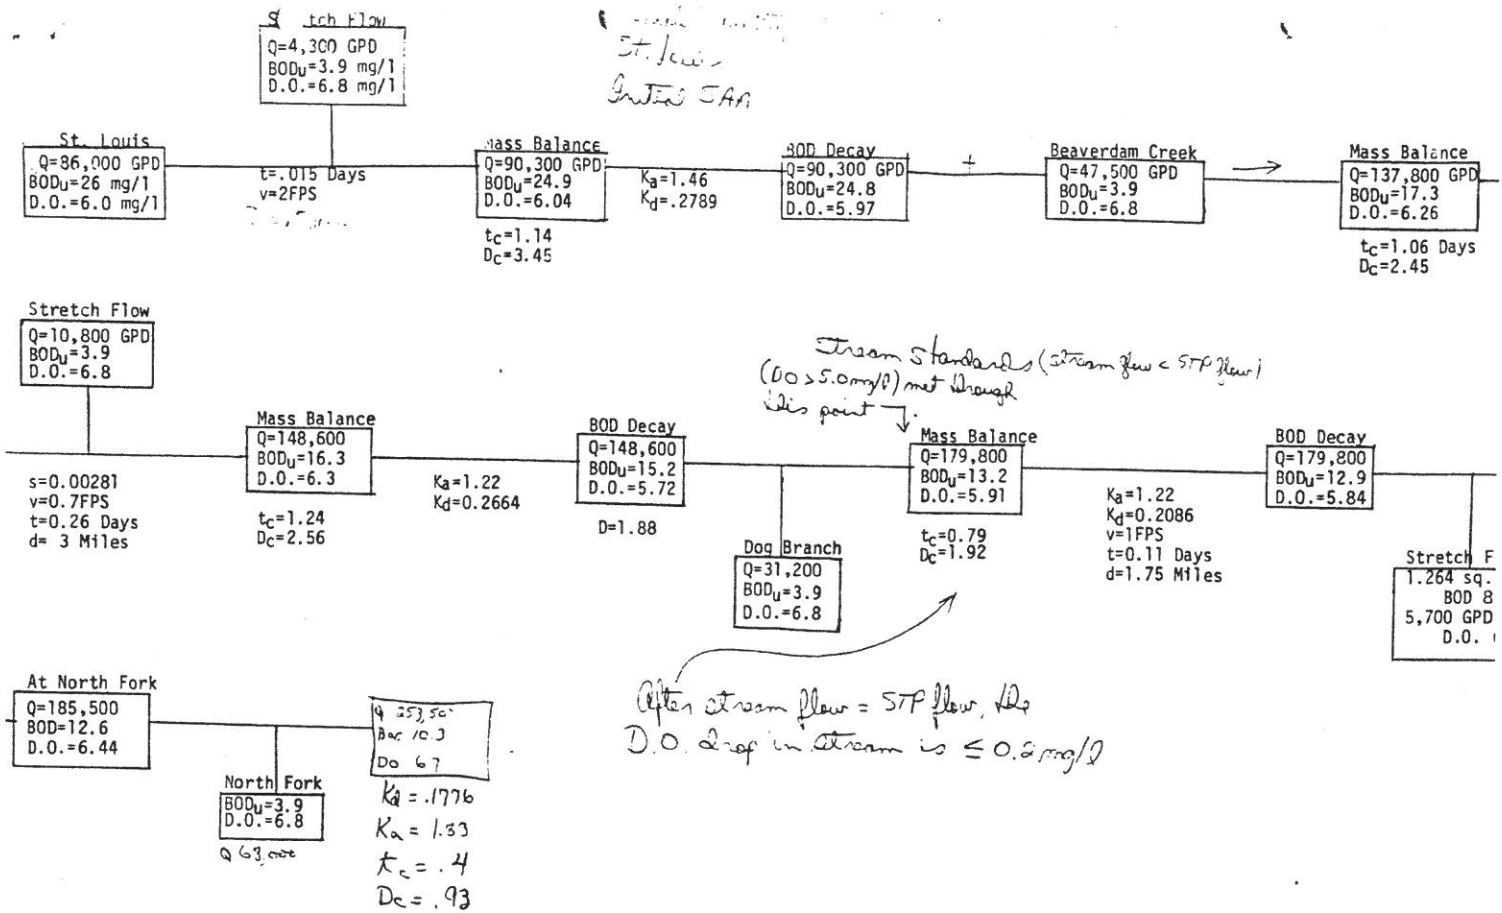 tch Flow
Q=4,300 GPD
BODu=3.9 mg/l
D.O.=6.8 mg/l
St. Louis
Initial SAA
St. Louis
Q=86,000 GPD
BODu=26 mg/l
D.O.=6.0 mg/l
t=.015 Days
v=2FPS
Mass Balance
Q=90,300 GPD
BODu=24.9
D.O.=6.04
tc=1.14
Dc=3.45
Ka=1.46
Kd=.2789
BOD Decay
Q=90,300 GPD
BODu=24.8
D.O.=5.97
+
Beaverdam Creek
Q=47,500 GPD
BODu=3.9
D.O.=6.8
Mass Balance
Q=137,800 GPD
BODu=17.3
D.O.=6.26
tc=1.06 Days
Dc=2.45
Stretch Flow
Q=10,800 GPD
BODu=3.9
D.O.=6.8
s=0.00281
v=0.7FPS
t=0.26 Days
d= 3 Miles
Mass Balance
Q=148,600
BODu=16.3
D.O.=6.3
tc=1.24
Dc=2.56
Ka=1.22
Kd=0.2664
BOD Decay
Q=148,600
BODu=15.2
D.O.=5.72
D=1.88
Dog Branch
Q=31,200
BODu=3.9
D.O.=6.8
Stream Standards (stream flow < STP flow)
(DO > 5.0 mg/l) met through
this point
Mass Balance
Q=179,800
BODu=13.2
D.O.=5.91
tc=0.79
Dc=1.92
Ka=1.22
Kd=0.2086
v=1FPS
t=0.11 Days
d=1.75 Miles
BOD Decay
Q=179,800
BODu=12.9
D.O.=5.84
Stretch F
1.264 sq.
BOD 8
5,700 GPD
D.O.
After stream flow = STP flow, the
D.O. drop in stream is ≤ 0.2 mg/l
At North Fork
Q=185,500
BOD=12.6
D.O.=6.44
North Fork
BODu=3.9
D.O.=6.8
Q 63,
Q 253,50
10.3
DO 6.7
Kd = .1776
Ka = 1.33
tc = .4
Dc = .93